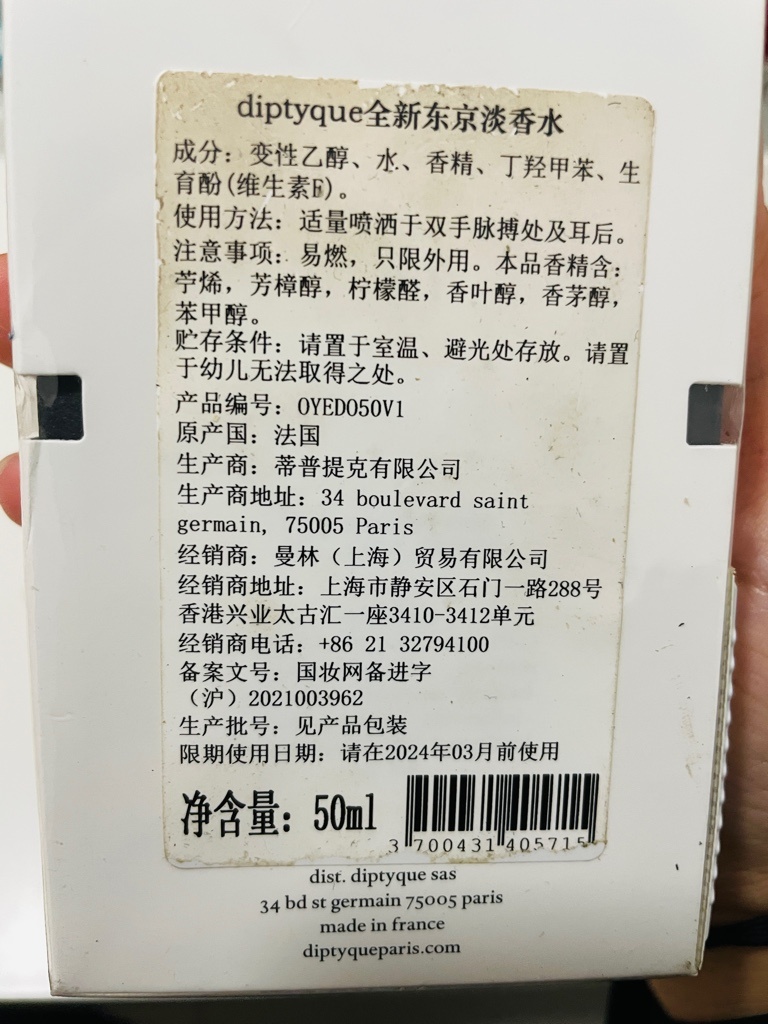 diptyque全新东京淡香水
成分：变性乙醇、水、香精、丁羟甲苯、生
育酚(维生素E)。
使用方法：适量喷洒于双手脉搏处及耳后。
注意事项：易燃，只限外用。本品香精含：
苧烯，芳樟醇，柠檬醛，香叶醇，香茅醇，
苯甲醇。
贮存条件：请置于室温、避光处存放。请置
于幼儿无法取得之处。
产品编号：OYEDO50V1
原产国：法国
生产商：蒂普提克有限公司
生产商地址：34 boulevard saint
germain, 75005 Paris
经销商：曼林（上海）贸易有限公司
经销商地址：上海市静安区石门一路288号
香港兴业太古汇一座3410-3412单元
经销商电话：+86 21 32794100
备案文号：国妆网备进字
（沪）2021003962
生产批号：见产品包装
限期使用日期：请在2024年03月前使用
净含量：50ml
3 700431 405715
dist. diptyque sas
34 bd st germain 75005 paris
made in france
diptyqueparis.com